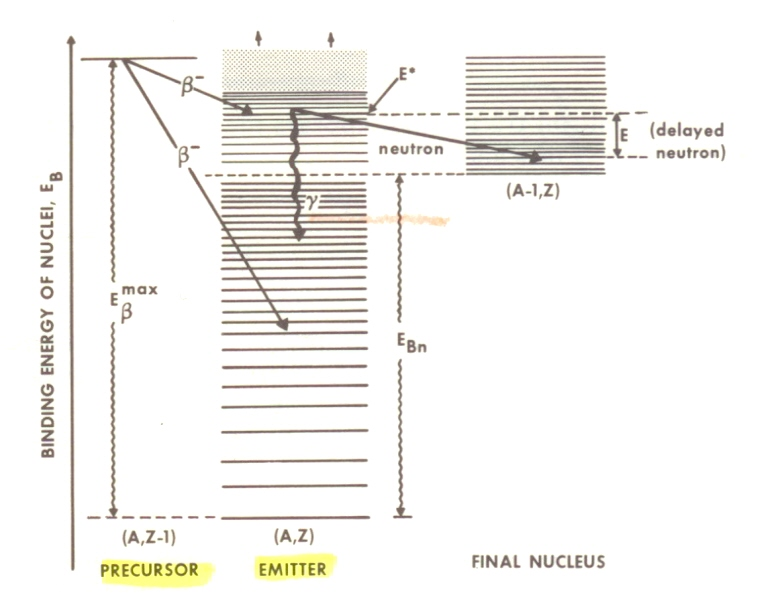 BINDING ENERGY OF NUCLEI, E_B
β⁻
β⁻
γ
E*
neutron
E
(delayed
neutron)
(A-1,Z)
E_β^max
E_Bn
(A,Z-1)
(A,Z)
PRECURSOR
EMITTER
FINAL NUCLEUS